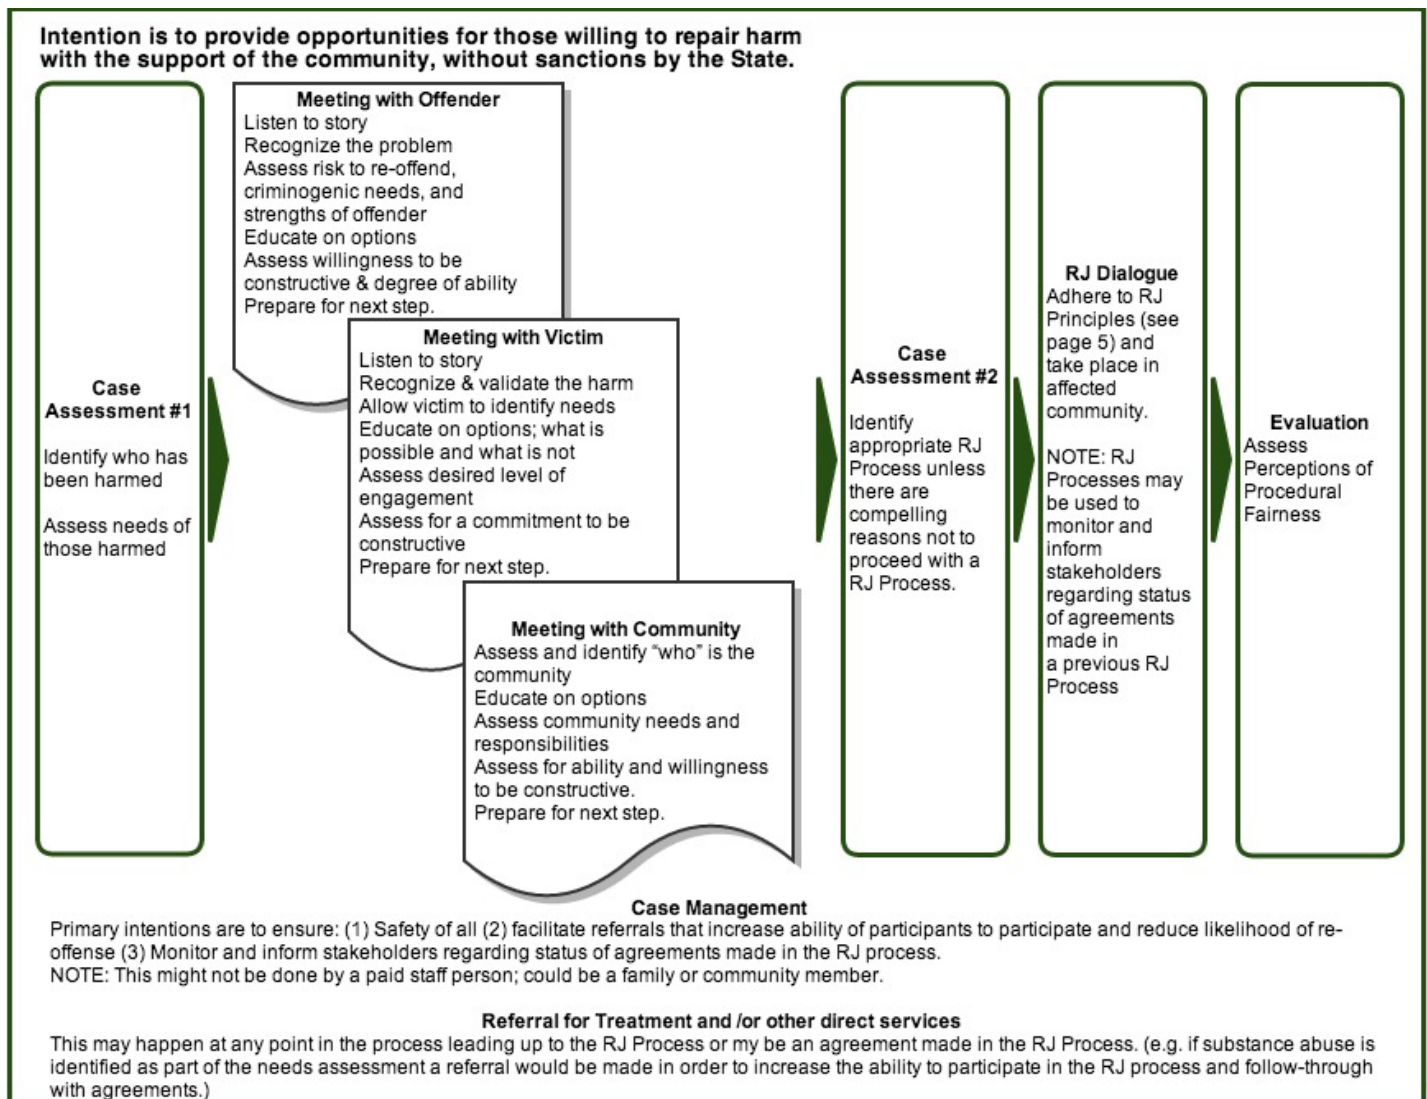 Intention is to provide opportunities for those willing to repair harm
with the support of the community, without sanctions by the State.
Case
Assessment #1
Identify who has
been harmed
Assess needs of
those harmed
Meeting with Offender
Listen to story
Recognize the problem
Assess risk to re-offend,
criminogenic needs, and
strengths of offender
Educate on options
Assess willingness to be
constructive & degree of ability
Prepare for next step.
Meeting with Victim
Listen to story
Recognize & validate the harm
Allow victim to identify needs
Educate on options; what is
possible and what is not
Assess desired level of
engagement
Assess for a commitment to be
constructive
Prepare for next step.
Meeting with Community
Assess and identify “who” is the
community
Educate on options
Assess community needs and
responsibilities
Assess for ability and willingness
to be constructive.
Prepare for next step.
Case
Assessment #2
Identify
appropriate RJ
Process unless
there are
compelling
reasons not to
proceed with a
RJ Process.
RJ Dialogue
Adhere to RJ
Principles (see
page 5) and
take place in
affected
community.
NOTE: RJ
Processes may
be used to
monitor and
inform
stakeholders
regarding status
of agreements
made in
a previous RJ
Process
Evaluation
Assess
Perceptions of
Procedural
Fairness
Case Management
Primary intentions are to ensure: (1) Safety of all (2) facilitate referrals that increase ability of participants to participate and reduce likelihood of re-
offense (3) Monitor and inform stakeholders regarding status of agreements made in the RJ process.
NOTE: This might not be done by a paid staff person; could be a family or community member.
Referral for Treatment and /or other direct services
This may happen at any point in the process leading up to the RJ Process or my be an agreement made in the RJ Process. (e.g. if substance abuse is
identified as part of the needs assessment a referral would be made in order to increase the ability to participate in the RJ process and follow-through
with agreements.)